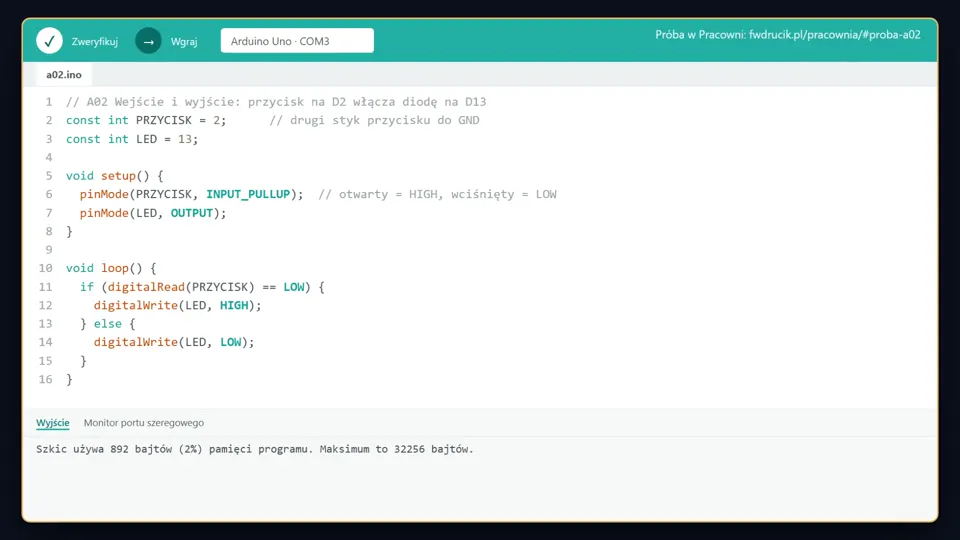 ✓ Zweryfikuj → Wgraj Arduino Uno · COM3 Próba w Pracowni: fwdrucik.pl/pracownia/#proba-a02
a02.ino
1 // A02 Wejście i wyjście: przycisk na D2 włącza diodę na D13
2 const int PRZYCISK = 2; // drugi styk przycisku do GND
3 const int LED = 13;
4
5 void setup() {
6 pinMode(PRZYCISK, INPUT_PULLUP); // otwarty = HIGH, wciśnięty = LOW
7 pinMode(LED, OUTPUT);
8 }
9
10 void loop() {
11 if (digitalRead(PRZYCISK) == LOW) {
12 digitalWrite(LED, HIGH);
13 } else {
14 digitalWrite(LED, LOW);
15 }
16 }
Wyjście Monitor portu szeregowego
Szkic używa 892 bajtów (2%) pamięci programu. Maksimum to 32256 bajtów.